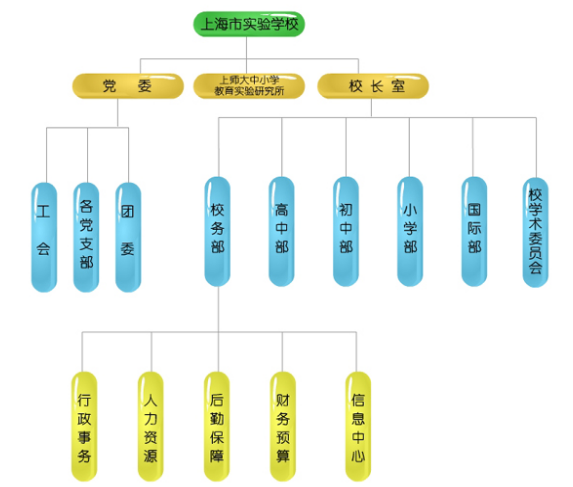 上海市实验学校
党 委
上师大中小学
教育实验研究所
校 长 室
工会
各党支部
团委
校务部
高中部
初中部
小学部
国际部
校学术委员会
行政事务
人力资源
后勤保障
财务预算
信息中心